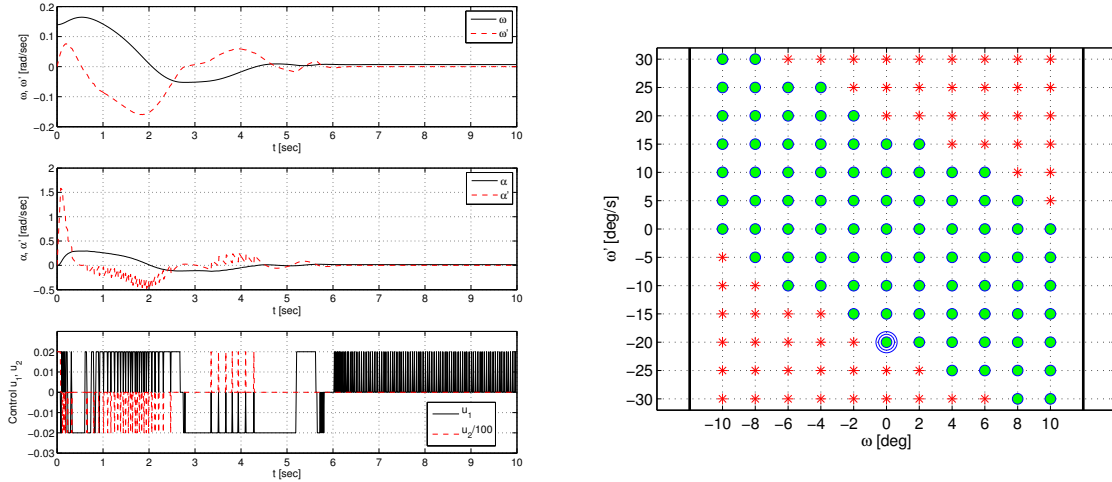 0.2
0.1
0
-0.1
-0.2
ω, ω' [rad/sec]
ω
ω'
0 1 2 3 4 5 6 7 8 9 10
t [sec]
2
1.5
1
0.5
0
−0.5
α, α' [rad/sec]
α
α'
0 1 2 3 4 5 6 7 8 9 10
t [sec]
0.02
0.01
0
−0.01
−0.02
−0.03
Control u1, u2
u1
u2/100
0 1 2 3 4 5 6 7 8 9 10
t [sec]
30
25
20
15
10
5
0
−5
−10
−15
−20
−25
−30
ω' [deg/s]
−10 −8 −6 −4 −2 0 2 4 6 8 10
ω [deg]